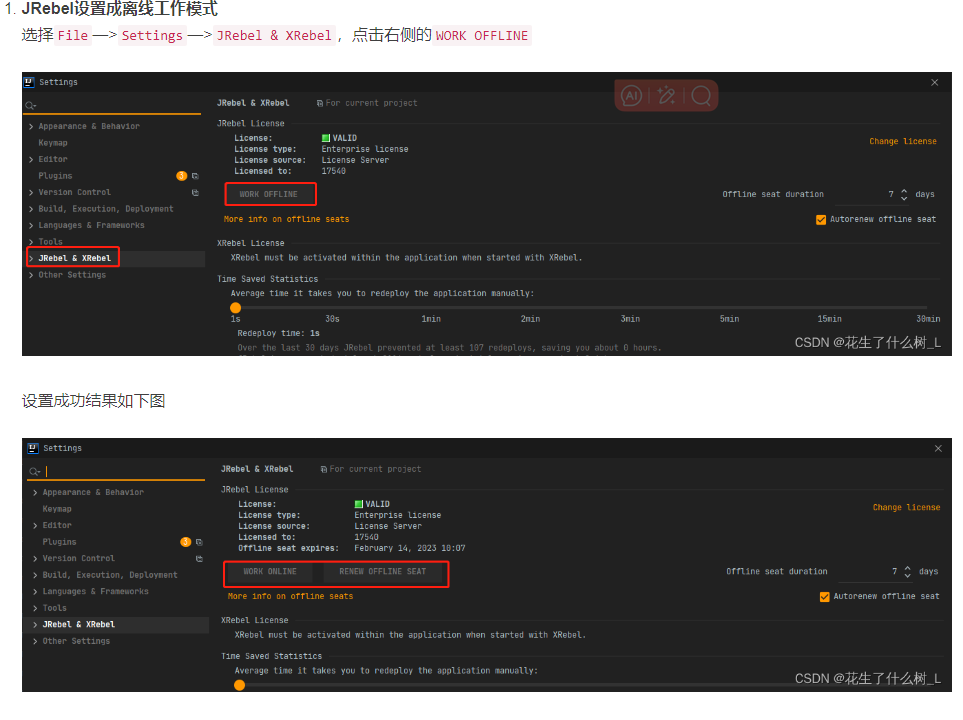 1. JRebel设置成离线工作模式
选择 File —> Settings —> JRebel & XRebel ，点击右侧的 WORK OFFLINE
Settings
JRebel & XRebel For current project
Appearance & Behavior
Keymap
Editor
Plugins 3
Version Control
Build, Execution, Deployment
Languages & Frameworks
Tools
JRebel & XRebel
Other Settings
AI
JRebel License
License: VALID
License type: Enterprise license
License source: License Server
Licensed to: 17540
Change license
WORK OFFLINE
Offline seat duration 7 days
More info on offline seats
Autorenew offline seat
XRebel License
XRebel must be activated within the application when started with XRebel.
Time Saved Statistics
Average time it takes you to redeploy the application manually:
1s 30s 1min 2min 3min 5min 15min 30min
Redeploy time: 1s
Over the last 30 days JRebel prevented at least 107 redeploys, saving you about 0 hours.
CSDN @花生了什么树_L
设置成功结果如下图
Settings
JRebel & XRebel For current project
Appearance & Behavior
Keymap
Editor
Plugins 3
Version Control
Build, Execution, Deployment
Languages & Frameworks
Tools
JRebel & XRebel
Other Settings
JRebel License
License: VALID
License type: Enterprise license
License source: License Server
Licensed to: 17540
Offline seat expires: February 14, 2023 10:07
Change license
WORK ONLINE RENEW OFFLINE SEAT
Offline seat duration 7 days
More info on offline seats
Autorenew offline seat
XRebel License
XRebel must be activated within the application when started with XRebel.
Time Saved Statistics
Average time it takes you to redeploy the application manually:
CSDN @花生了什么树_L